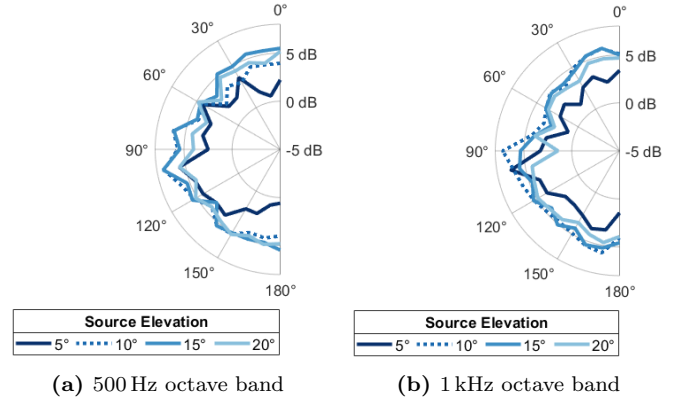 0°
30°
5 dB
60°
0 dB
90°
-5 dB
120°
150°
180°
Source Elevation
5° 10° 15° 20°
(a) 500 Hz octave band
0°
30°
5 dB
60°
0 dB
90°
-5 dB
120°
150°
180°
Source Elevation
5° 10° 15° 20°
(b) 1 kHz octave band